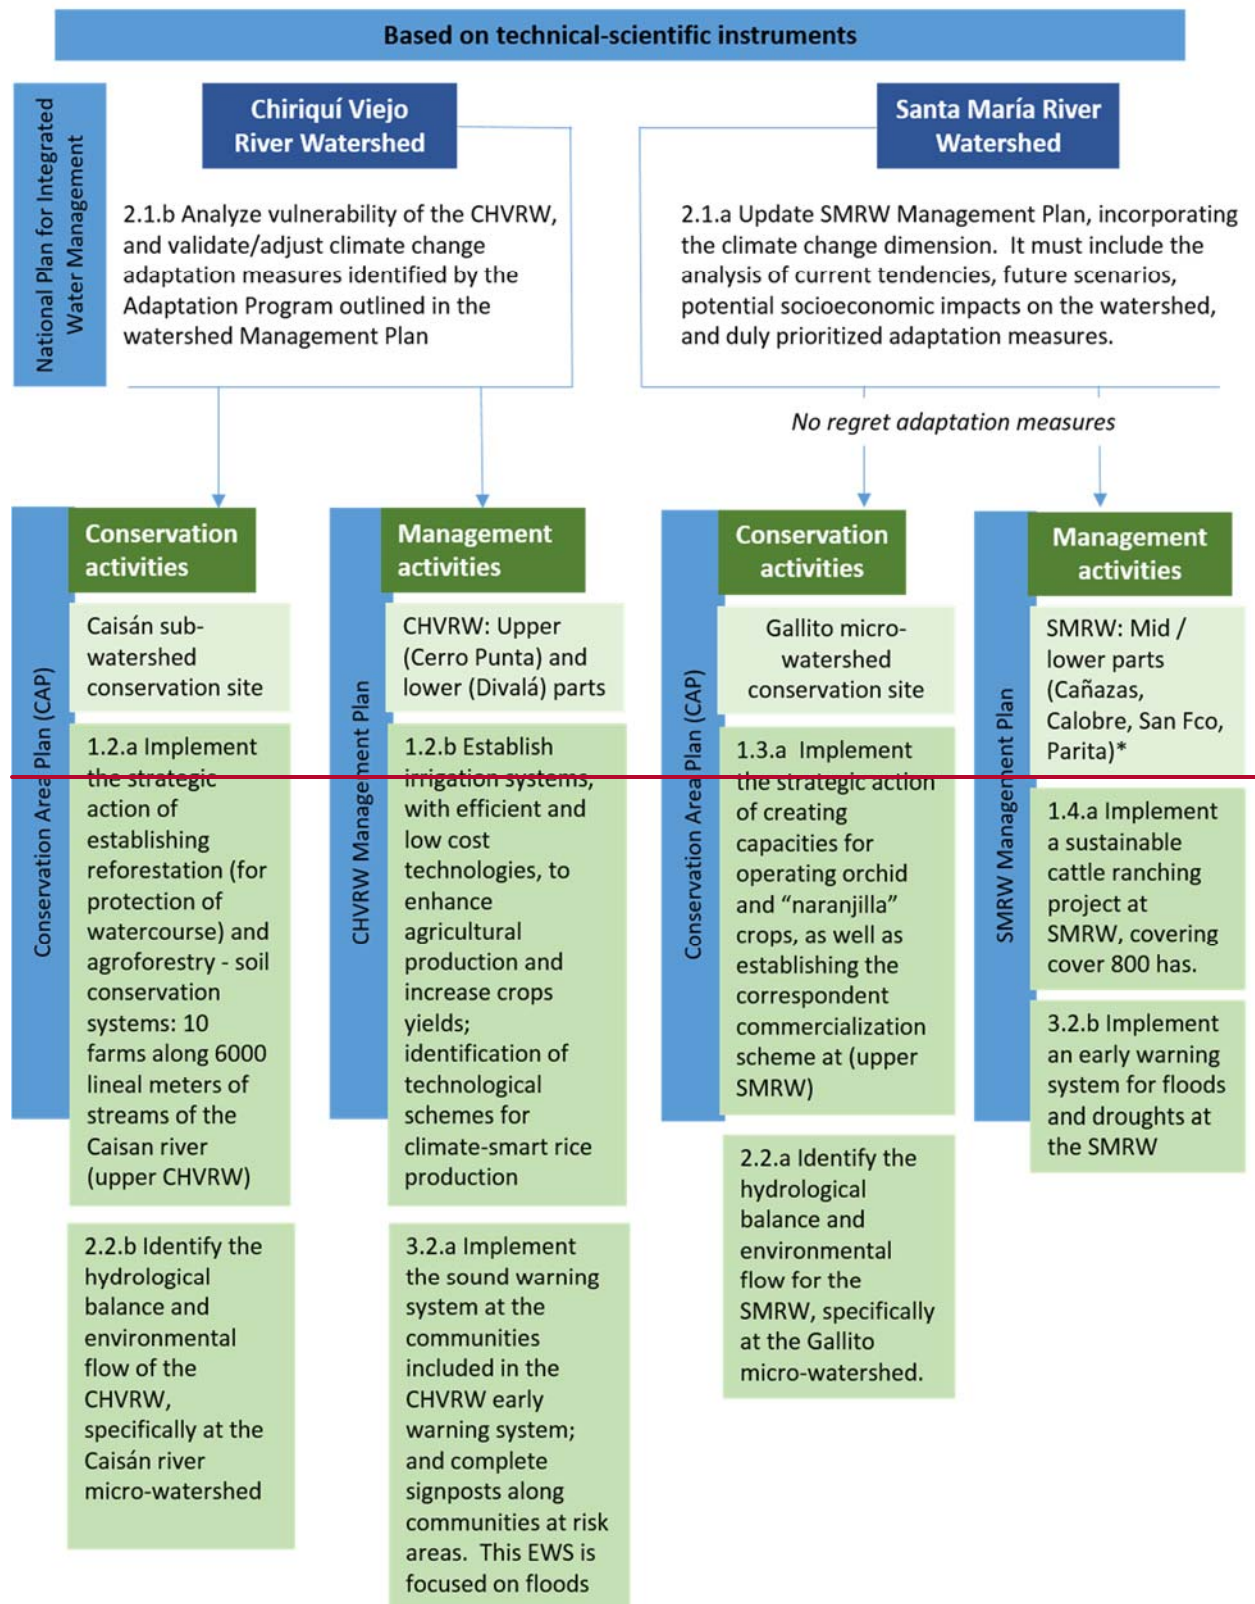 Based on technical-scientific instruments
National Plan for Integrated
Water Management
Chiriquí Viejo
River Watershed
2.1.b Analyze vulnerability of the CHVRW,
and validate/adjust climate change
adaptation measures identified by the
Adaptation Program outlined in the
watershed Management Plan
Santa María River
Watershed
2.1.a Update SMRW Management Plan, incorporating
the climate change dimension.  It must include the
analysis of current tendencies, future scenarios,
potential socioeconomic impacts on the watershed,
and duly prioritized adaptation measures.
No regret adaptation measures
Conservation Area Plan (CAP)
Conservation
activities
Caisán sub-
watershed
conservation site
1.2.a Implement
the strategic
action of
establishing
reforestation (for
protection of
watercourse) and
agroforestry - soil
conservation
systems: 10
farms along 6000
lineal meters of
streams of the
Caisan river
(upper CHVRW)
2.2.b Identify the
hydrological
balance and
environmental
flow of the
CHVRW,
specifically at the
Caisán river
micro-watershed
CHVRW Management Plan
Management
activities
CHVRW: Upper
(Cerro Punta) and
lower (Divalá) parts
1.2.b Establish
irrigation systems,
with efficient and
low cost
technologies, to
enhance
agricultural
production and
increase crops
yields;
identification of
technological
schemes for
climate-smart rice
production
3.2.a Implement
the sound warning
system at the
communities
included in the
CHVRW early
warning system;
and complete
signposts along
communities at risk
areas.  This EWS is
focused on floods
Conservation Area Plan (CAP)
Conservation
activities
Gallito micro-
watershed
conservation site
1.3.a  Implement
the strategic action
of creating
capacities for
operating orchid
and “naranjilla”
crops, as well as
establishing the
correspondent
commercialization
scheme at (upper
SMRW)
2.2.a Identify the
hydrological
balance and
environmental
flow for the
SMRW, specifically
at the Gallito
micro-watershed.
SMRW Management Plan
Management
activities
SMRW: Mid /
lower parts
(Cañazas,
Calobre, San Fco,
Parita)*
1.4.a Implement
a sustainable
cattle ranching
project at
SMRW, covering
cover 800 has.
3.2.b Implement
an early warning
system for floods
and droughts at
the SMRW